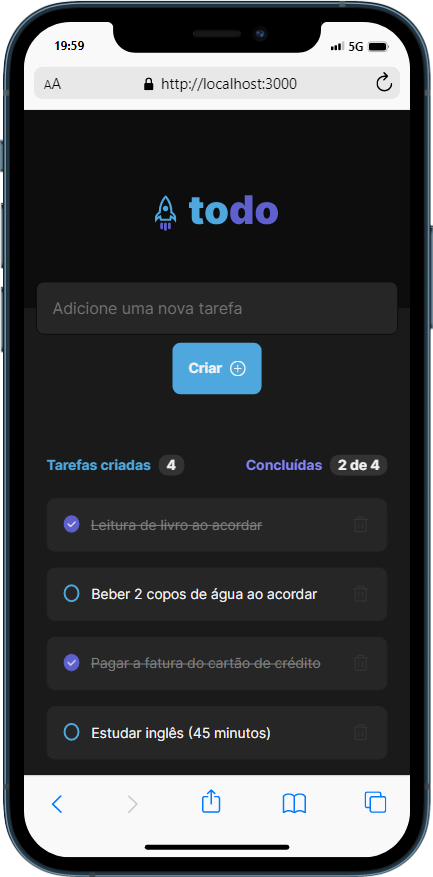 19:59
5G
AA
http://localhost:3000
todo
Adicione uma nova tarefa
Criar
Tarefas criadas 4
Concluídas 2 de 4
Leitura de livro ao acordar
Beber 2 copos de água ao acordar
Pagar a fatura do cartão de crédito
Estudar inglês (45 minutos)